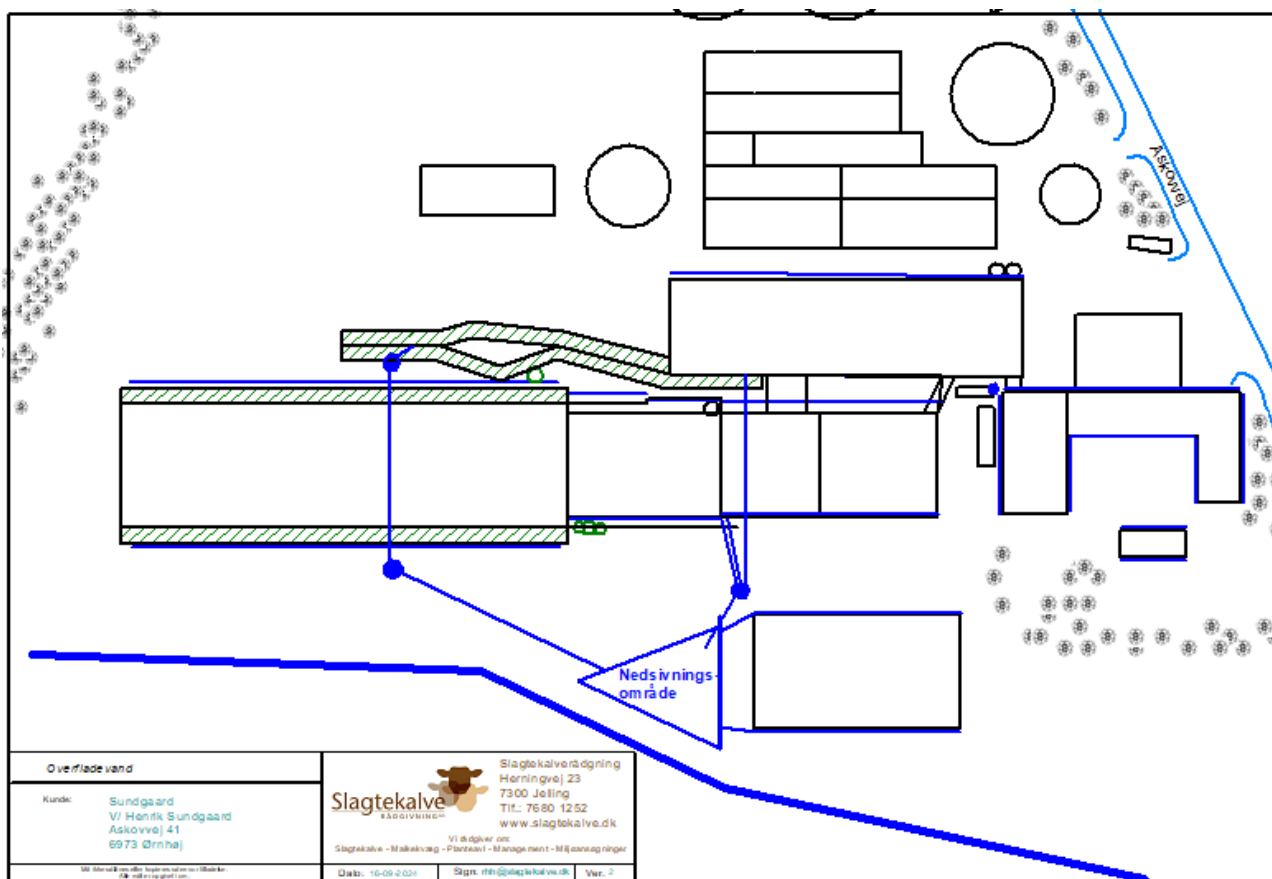 Åskovvej
Nedsivnings-
område
Overfladevand
Kunde:
Sundgaard
V/ Henrik Sundgaard
Askovvej 41
6973 Ørnhøj
Slagtekalve
RÅDGIVNING
Slagtekalverådgning
Herningvej 23
7300 Jelling
Tlf.: 7680 1252
www.slagtekalve.dk
Vi rådgiver om:
Slagtekalve - Malkekvæg - Planteavl - Management - Miljøansøgninger
Dato: 16-09-2024
Sign: rhh@slagtekalve.dk
Ver. 2